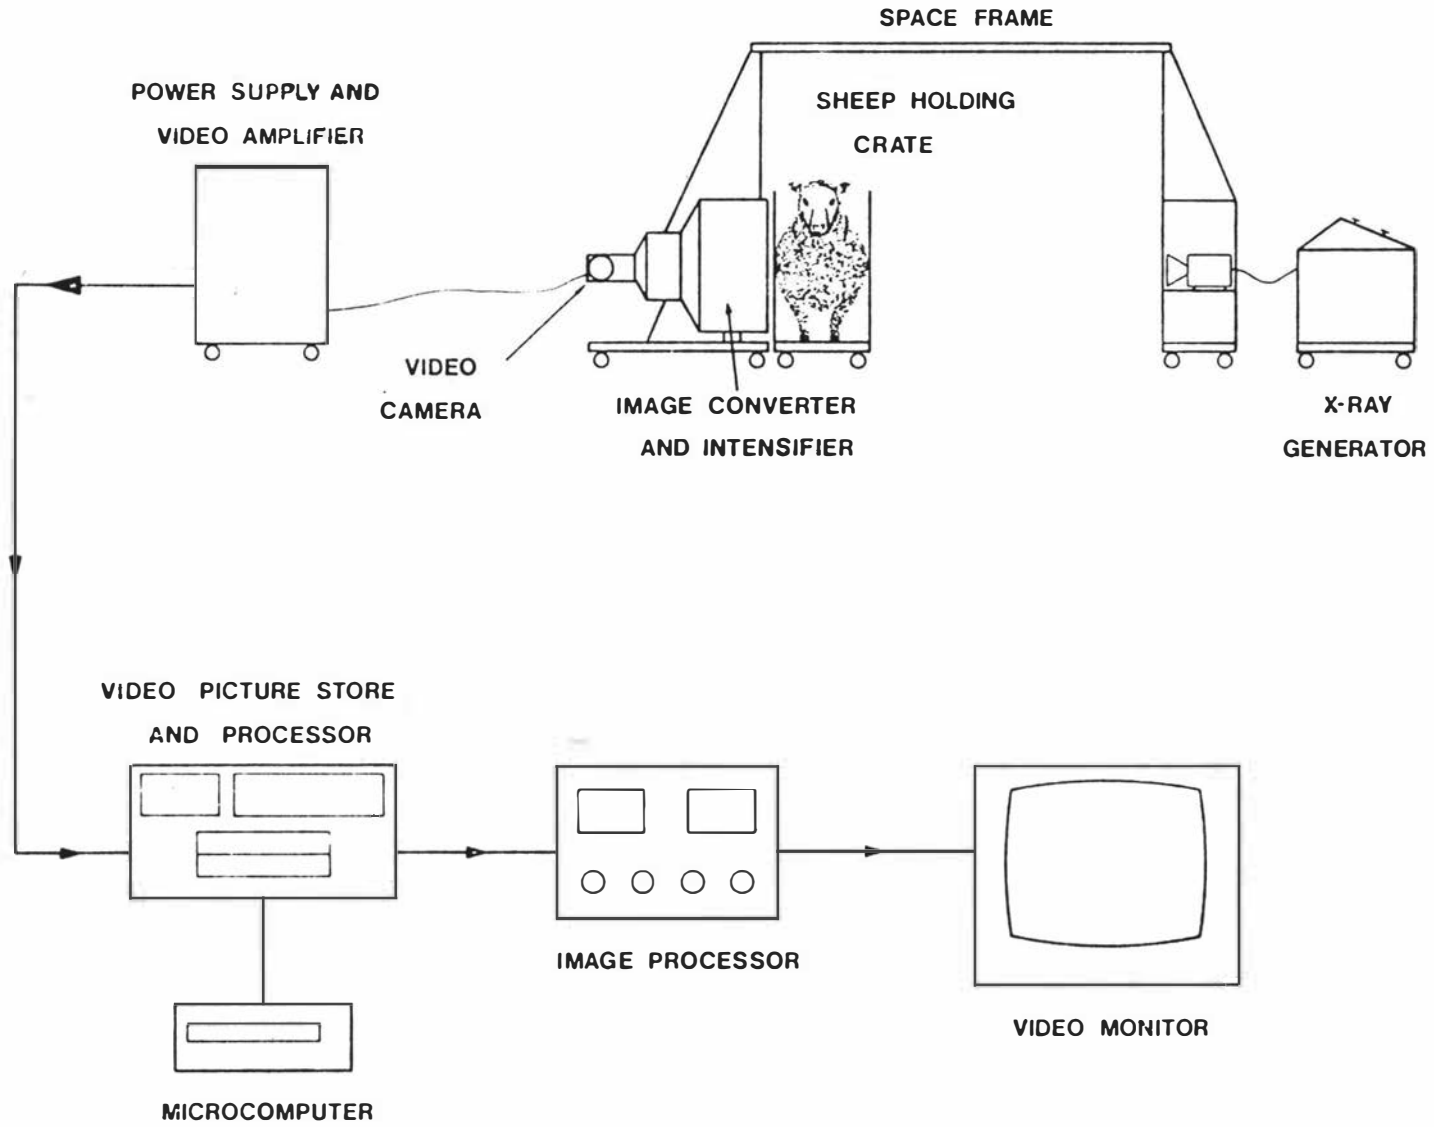 SPACE FRAME
POWER SUPPLY AND
VIDEO AMPLIFIER
SHEEP HOLDING
CRATE
VIDEO
CAMERA
IMAGE CONVERTER
AND INTENSIFIER
X-RAY
GENERATOR
VIDEO PICTURE STORE
AND PROCESSOR
IMAGE PROCESSOR
VIDEO MONITOR
MICROCOMPUTER